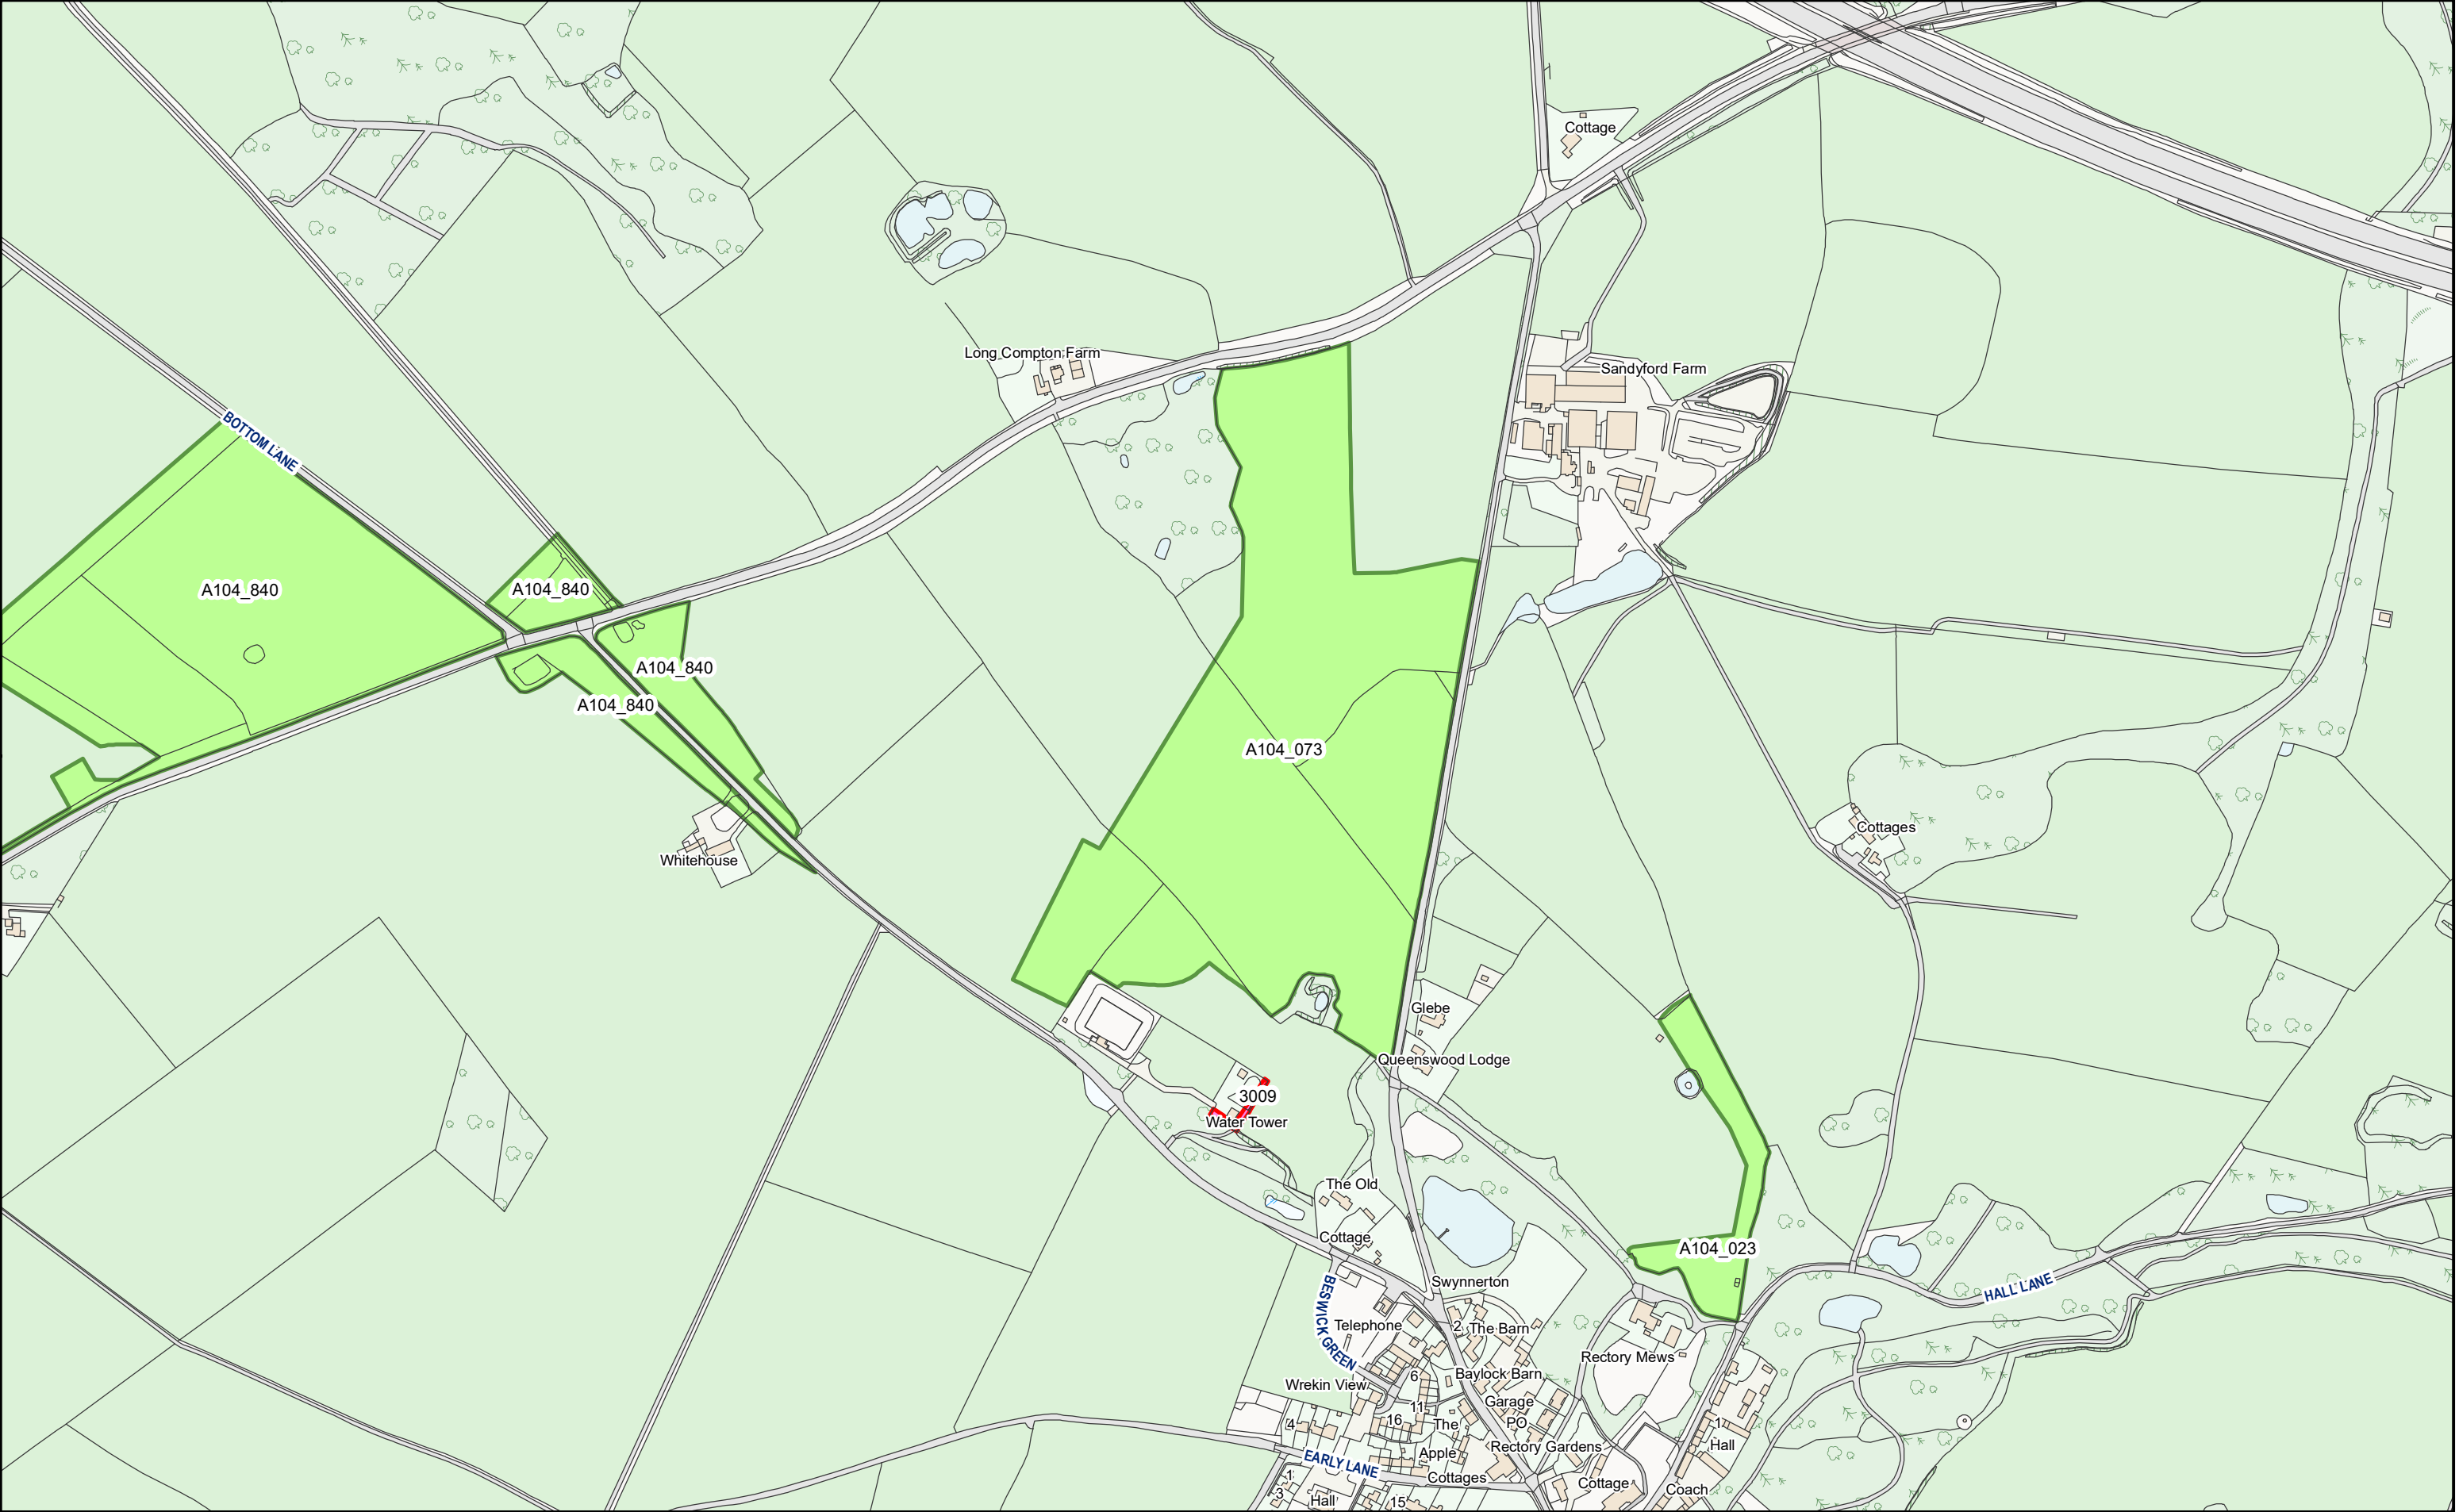 Cottage
Long Compton Farm
Sandyford Farm
BOTTOM LANE
A104_840
A104_840
A104_840
A104_840
A104_073
Cottages
Whitehouse
Glebe
Queenswood Lodge
3009
Water Tower
The Old
Cottage
A104_023
Swynnerton
HALL LANE
BESWICK GREEN
Telephone
2
The Barn
Rectory Mews
Baylock Barn
6
Wrekin View
Garage
11
16
The
PO
4
1
Hall
Rectory Gardens
Apple
EARLY LANE
Cottages
1
Cottage
Coach
3
Hall
15